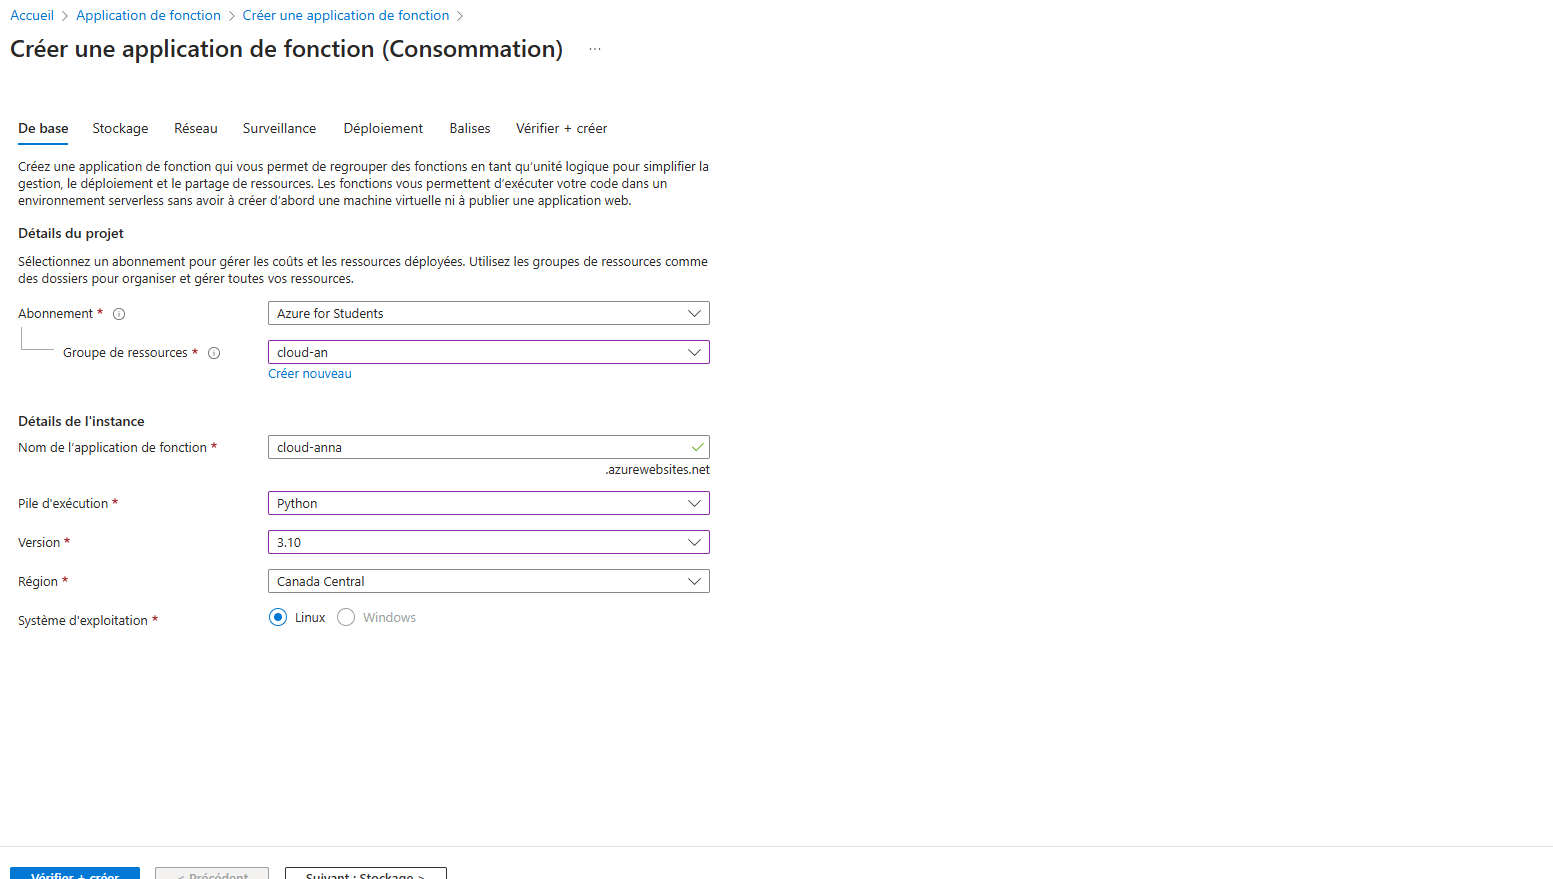 Accueil > Application de fonction > Créer une application de fonction >
Créer une application de fonction (Consommation) ...
De base Stockage Réseau Surveillance Déploiement Balises Vérifier + créer
Créez une application de fonction qui vous permet de regrouper des fonctions en tant qu'unité logique pour simplifier la
gestion, le déploiement et le partage de ressources. Les fonctions vous permettent d'exécuter votre code dans un
environnement serverless sans avoir à créer d'abord une machine virtuelle ni à publier une application web.
Détails du projet
Sélectionnez un abonnement pour gérer les coûts et les ressources déployées. Utilisez les groupes de ressources comme
des dossiers pour organiser et gérer toutes vos ressources.
Abonnement * Azure for Students
Groupe de ressources * cloud-an
Créer nouveau
Détails de l'instance
Nom de l'application de fonction * cloud-anna
.azurewebsites.net
Pile d'exécution * Python
Version * 3.10
Région * Canada Central
Système d'exploitation * Linux Windows
Vérifier + créer < Précédent Suivant : Stockage >